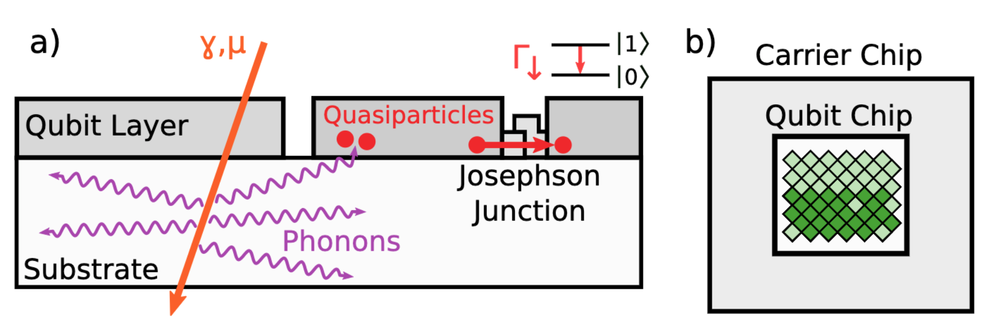 a)
ɣ,μ
Γ↓
|1⟩
|0⟩
Qubit Layer
Quasiparticles
Josephson
Junction
Phonons
Substrate
b)
Carrier Chip
Qubit Chip